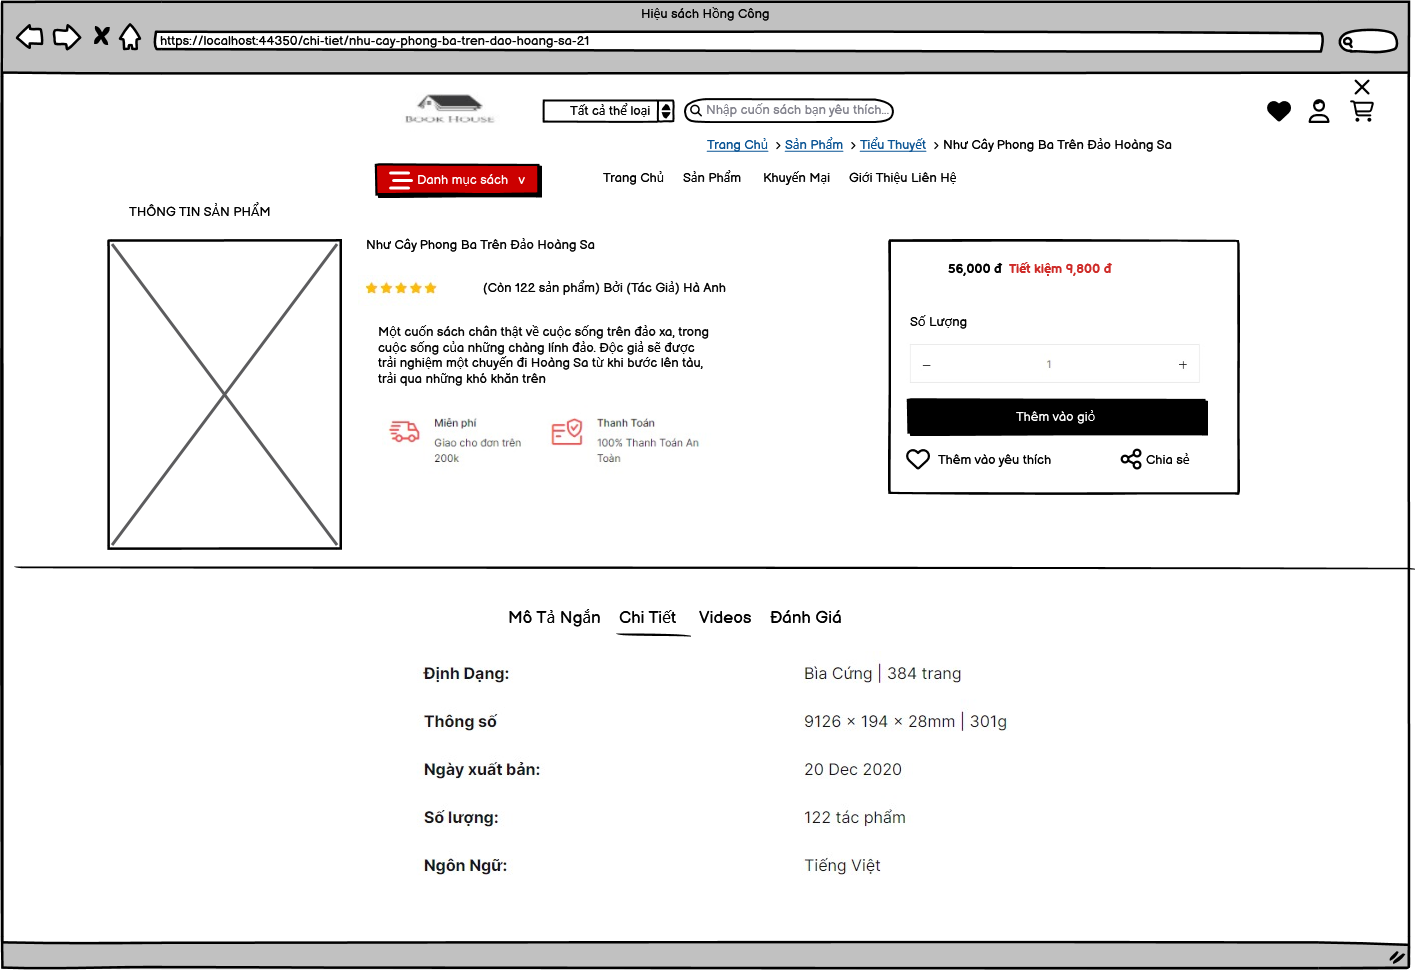 Hiệu sách Hồng Công
https://localhost:44350/chi-tiet/nhu-cay-phong-ba-tren-dao-hoang-sa-21
BOOK HOUSE
Tất cả thể loại
Nhập cuốn sách bạn yêu thích...
Trang Chủ > Sản Phẩm > Tiểu Thuyết > Như Cây Phong Ba Trên Đảo Hoàng Sa
Danh mục sách v
Trang Chủ Sản Phẩm Khuyến Mại Giới Thiệu Liên Hệ
THÔNG TIN SẢN PHẨM
Như Cây Phong Ba Trên Đảo Hoàng Sa
(Còn 122 sản phẩm) Bởi (Tác Giả) Hà Anh
Một cuốn sách chân thật về cuộc sống trên đảo xa, trong
cuộc sống của những chàng lính đảo. Độc giả sẽ được
trải nghiệm một chuyến đi Hoàng Sa từ khi bước lên tàu,
trải qua những khó khăn trên
Miễn phí
Giao cho đơn trên
200k
Thanh Toán
100% Thanh Toán An
Toàn
56,000 đ Tiết kiệm 9,800 đ
Số Lượng
– 1 +
Thêm vào giỏ
Thêm vào yêu thích
Chia sẻ
Mô Tả Ngắn Chi Tiết Videos Đánh Giá
Định Dạng: Bìa Cứng | 384 trang
Thông số 9126 × 194 × 28mm | 301g
Ngày xuất bản: 20 Dec 2020
Số lượng: 122 tác phẩm
Ngôn Ngữ: Tiếng Việt